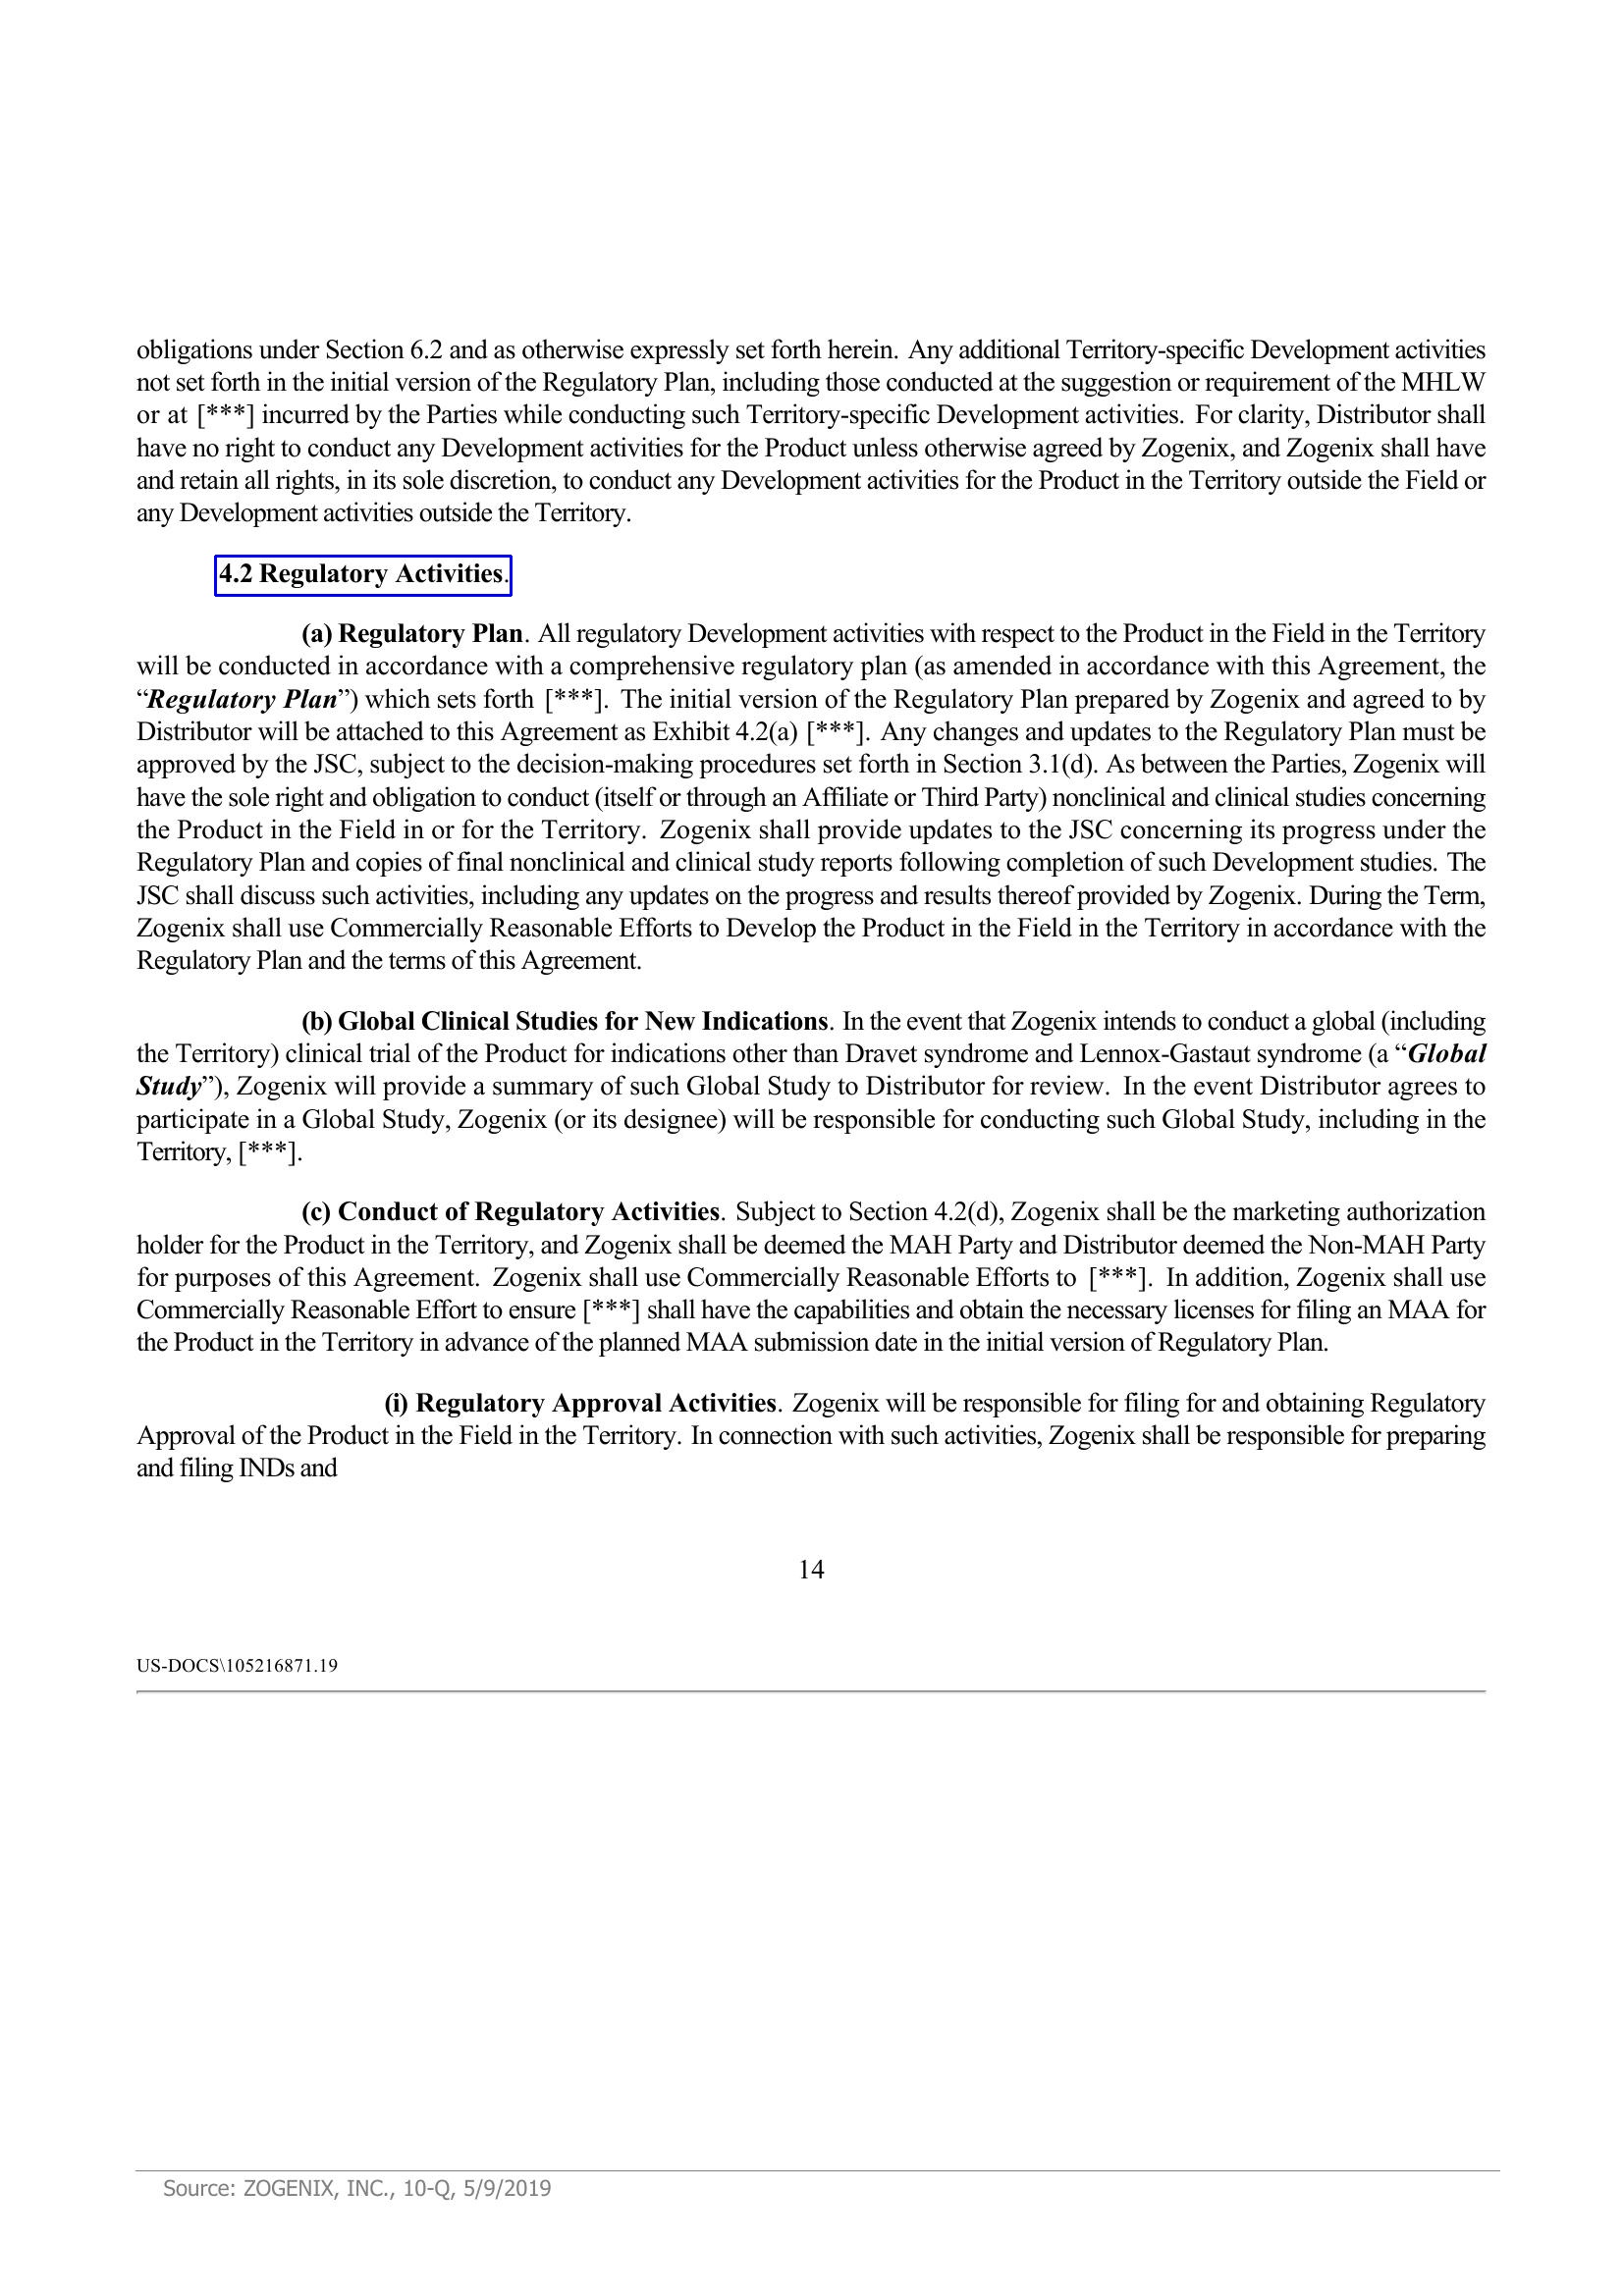 obligations under Section 6.2 and as otherwise expressly set forth herein. Any additional Territory-specific Development activities
not set forth in the initial version of the Regulatory Plan, including those conducted at the suggestion or requirement of the MHLW
or at [***] incurred by the Parties while conducting such Territory-specific Development activities. For clarity, Distributor shall
have no right to conduct any Development activities for the Product unless otherwise agreed by Zogenix, and Zogenix shall have
and retain all rights, in its sole discretion, to conduct any Development activities for the Product in the Territory outside the Field or
any Development activities outside the Territory.
4.2 Regulatory Activities.
(a) Regulatory Plan. All regulatory Development activities with respect to the Product in the Field in the Territory
will be conducted in accordance with a comprehensive regulatory plan (as amended in accordance with this Agreement, the
“Regulatory Plan”) which sets forth [***]. The initial version of the Regulatory Plan prepared by Zogenix and agreed to by
Distributor will be attached to this Agreement as Exhibit 4.2(a) [***]. Any changes and updates to the Regulatory Plan must be
approved by the JSC, subject to the decision-making procedures set forth in Section 3.1(d). As between the Parties, Zogenix will
have the sole right and obligation to conduct (itself or through an Affiliate or Third Party) nonclinical and clinical studies concerning
the Product in the Field in or for the Territory. Zogenix shall provide updates to the JSC concerning its progress under the
Regulatory Plan and copies of final nonclinical and clinical study reports following completion of such Development studies. The
JSC shall discuss such activities, including any updates on the progress and results thereof provided by Zogenix. During the Term,
Zogenix shall use Commercially Reasonable Efforts to Develop the Product in the Field in the Territory in accordance with the
Regulatory Plan and the terms of this Agreement.
(b) Global Clinical Studies for New Indications. In the event that Zogenix intends to conduct a global (including
the Territory) clinical trial of the Product for indications other than Dravet syndrome and Lennox-Gastaut syndrome (a “Global
Study”), Zogenix will provide a summary of such Global Study to Distributor for review. In the event Distributor agrees to
participate in a Global Study, Zogenix (or its designee) will be responsible for conducting such Global Study, including in the
Territory, [***].
(c) Conduct of Regulatory Activities. Subject to Section 4.2(d), Zogenix shall be the marketing authorization
holder for the Product in the Territory, and Zogenix shall be deemed the MAH Party and Distributor deemed the Non-MAH Party
for purposes of this Agreement. Zogenix shall use Commercially Reasonable Efforts to [***]. In addition, Zogenix shall use
Commercially Reasonable Effort to ensure [***] shall have the capabilities and obtain the necessary licenses for filing an MAA for
the Product in the Territory in advance of the planned MAA submission date in the initial version of Regulatory Plan.
(i) Regulatory Approval Activities. Zogenix will be responsible for filing for and obtaining Regulatory
Approval of the Product in the Field in the Territory. In connection with such activities, Zogenix shall be responsible for preparing
and filing INDs and
14
US-DOCS\105216871.19
Source: ZOGENIX, INC., 10-Q, 5/9/2019